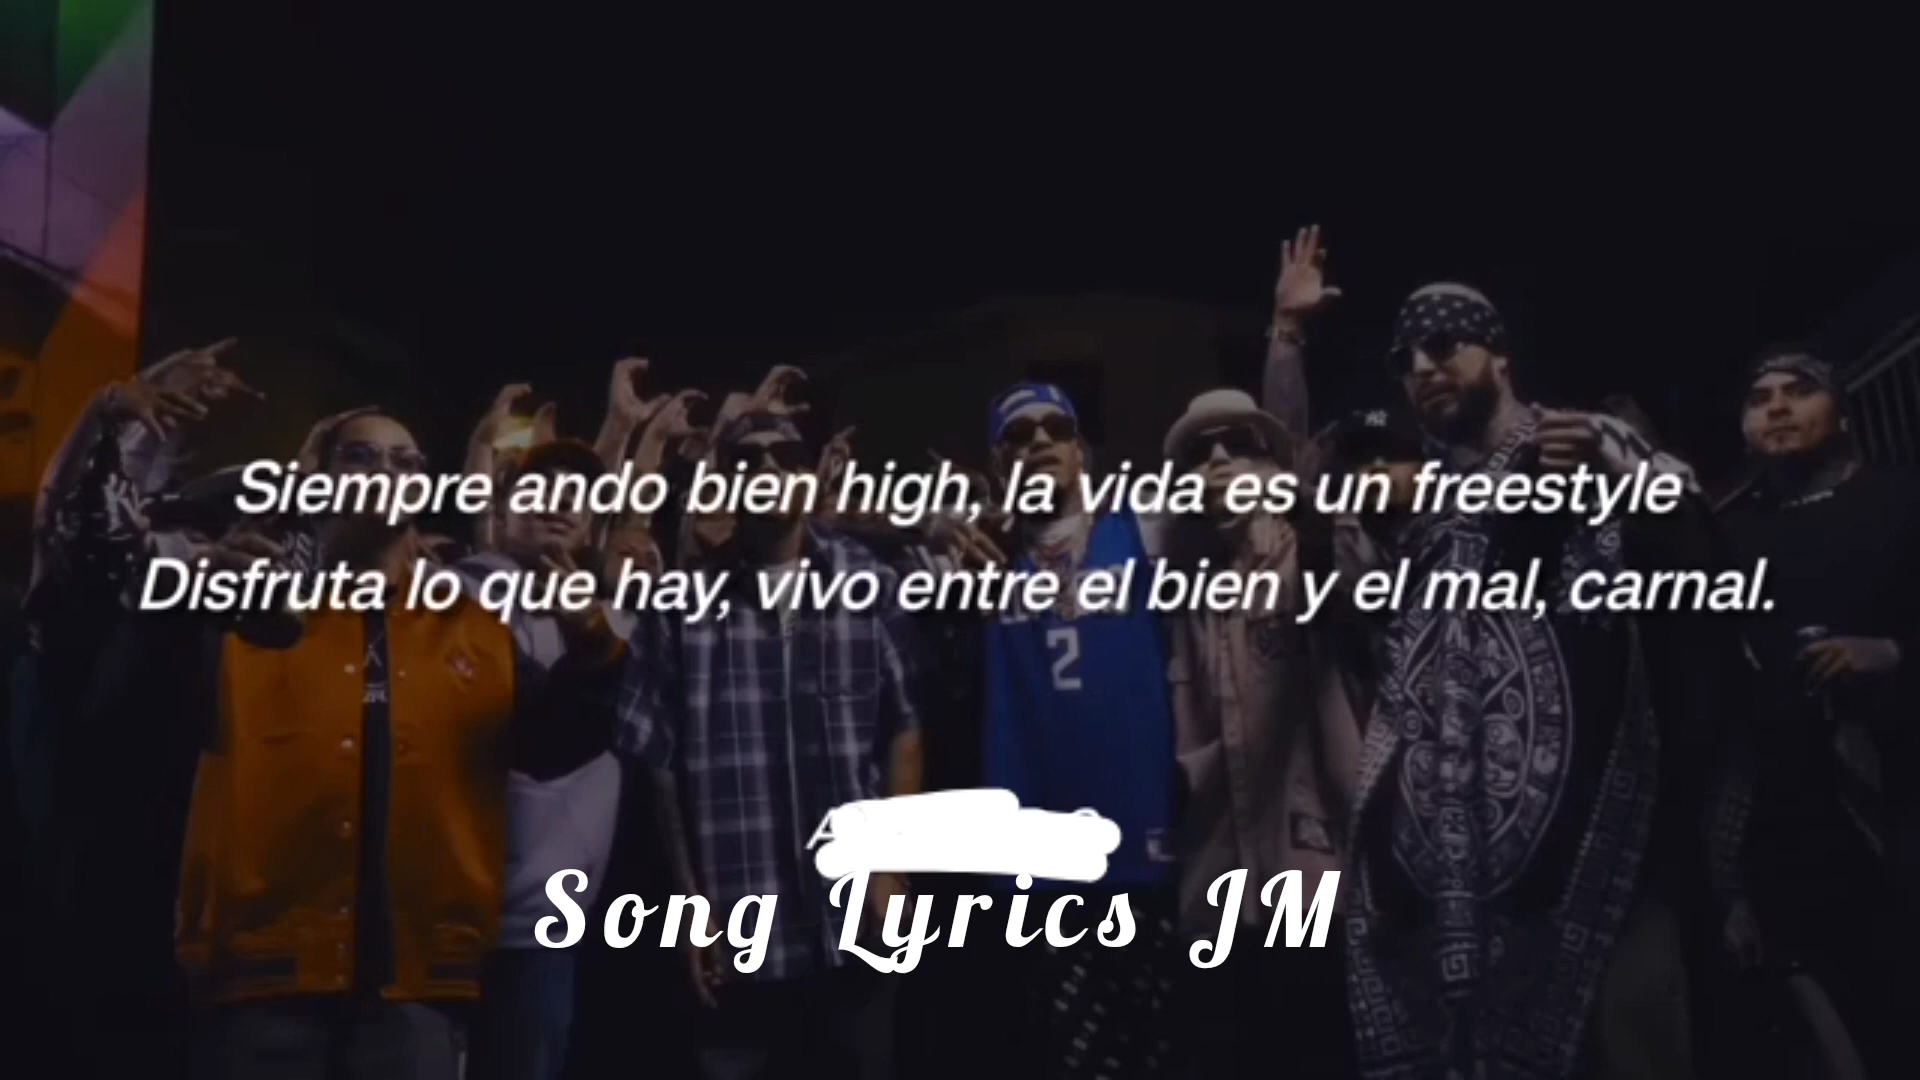 Siempre ando bien high, la vida es un freestyle
Disfruta lo que hay, vivo entre el bien y el mal, carnal.
2
Song Lyrics JM